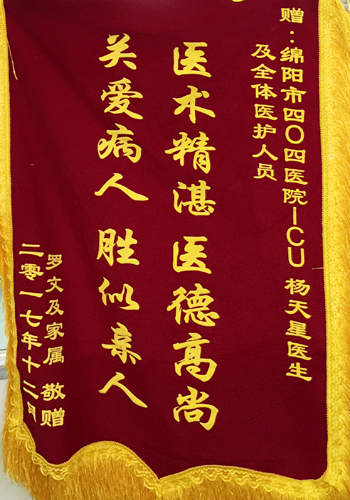 赠:绵阳市四〇四医院ICU 杨天星医生
及全体医护人员
医术精湛 医德高尚
关爱病人 胜似亲人
罗文及家属 敬赠
二零一七年十二月